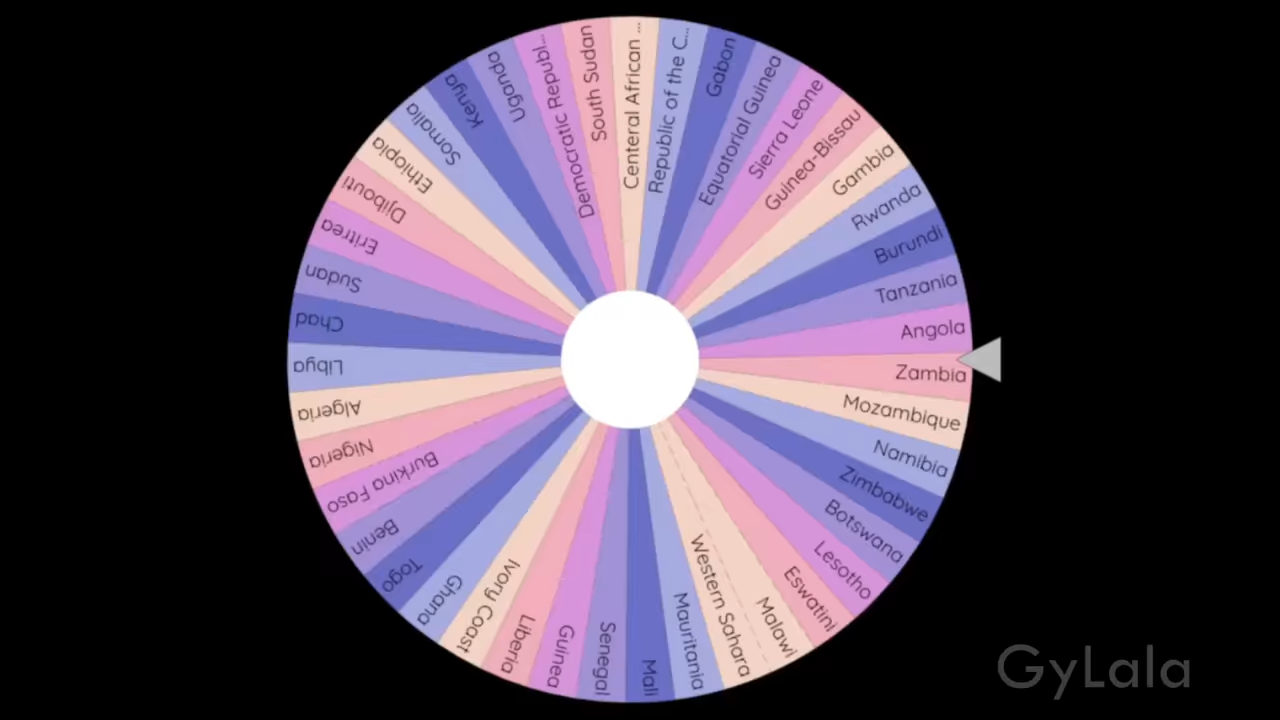 Centeral African ...
Republic of the C...
Gabon
Equatorial Guinea
Sierra Leone
Guinea-Bissau
Gambia
Rwanda
Burundi
Tanzania
Angola
Zambia
Mozambique
Namibia
Zimbabwe
Botswana
Lesotho
Eswatini
Malawi
Western Sahara
Mauritania
Mali
Senegal
Guinea
Liberia
Ivory Coast
Ghana
Togo
Benin
Burkina Faso
Nigeria
Algeria
Libya
Chad
Sudan
Eritrea
Djibouti
Ethiopia
Somalia
Kenya
Uganda
Democratic Republ...
South Sudan
GyLala